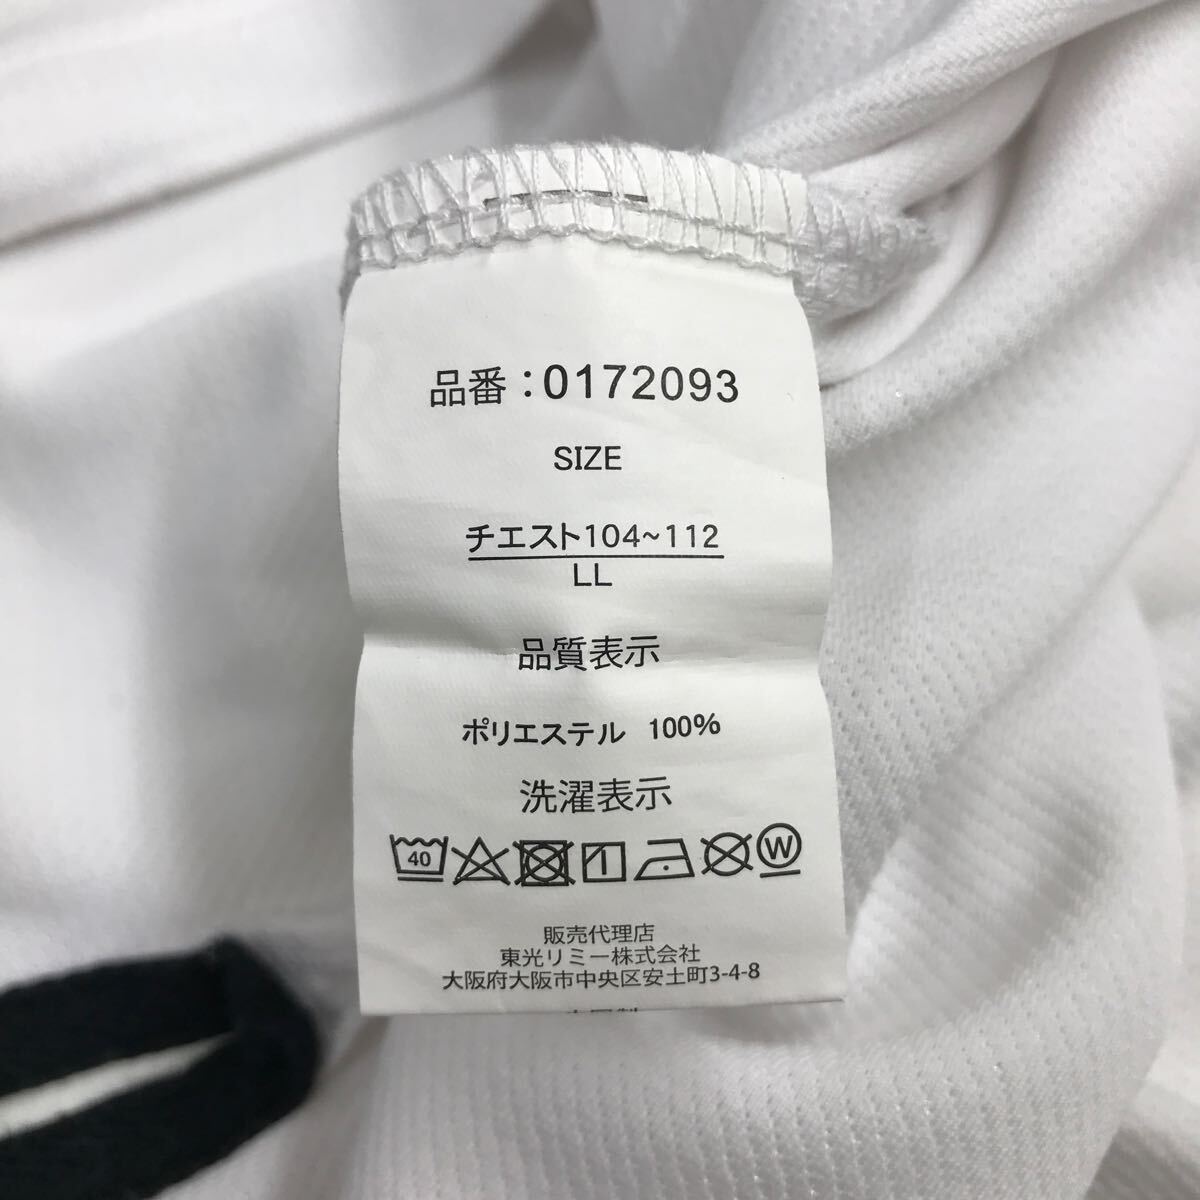 品番：0172093
SIZE
チエスト104~112
LL
品質表示
ポリエステル 100%
洗濯表示
40 W
販売代理店
東光リミー株式会社
大阪府大阪市中央区安土町3-4-8